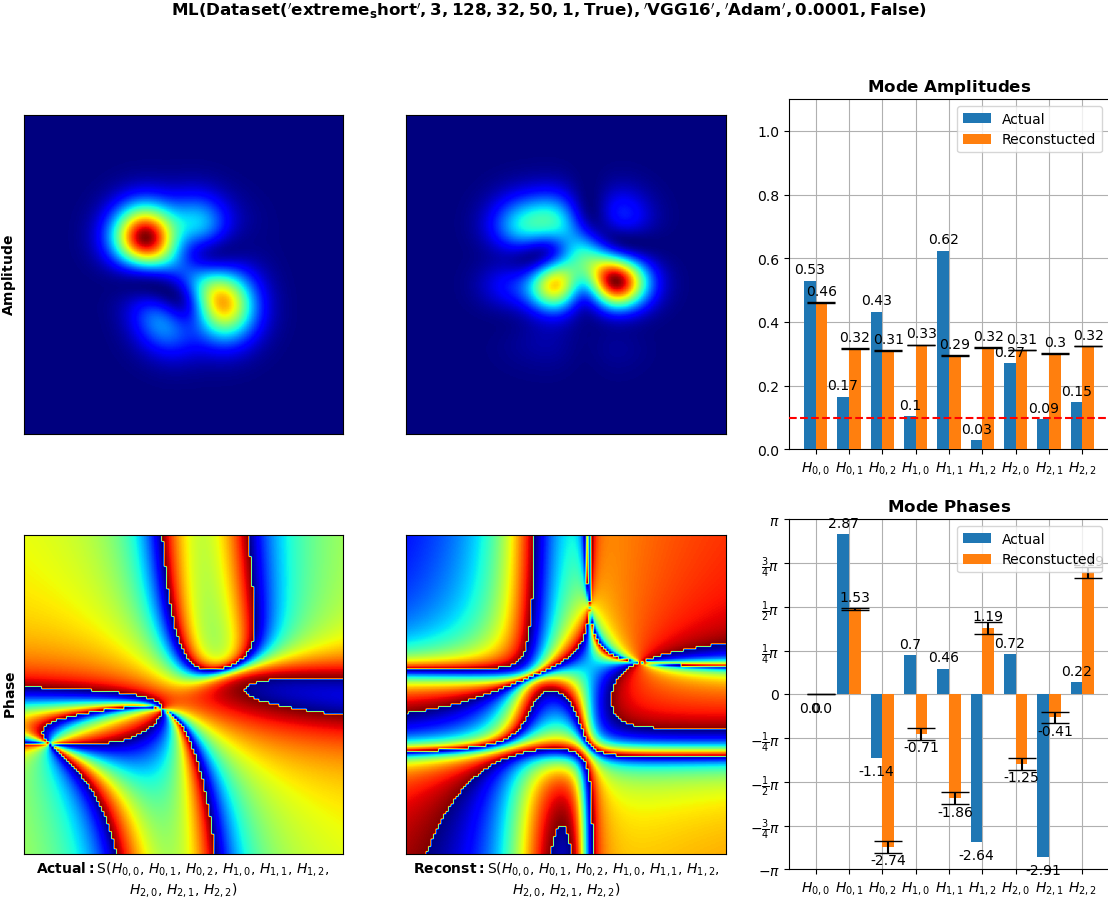 ML(Dataset('extreme_short', 3, 128, 32, 50, 1, True), 'VGG16', 'Adam', 0.0001, False)
Amplitude
Mode Amplitudes
Actual
Reconstucted
1.0
0.8
0.6
0.4
0.2
0.0
0.53
0.46
0.17
0.32
0.43
0.31
0.1
0.33
0.62
0.29
0.03
0.32
0.27
0.31
0.09
0.3
0.15
0.32
H0,0 H0,1 H0,2 H1,0 H1,1 H1,2 H2,0 H2,1 H2,2
Phase
Mode Phases
Actual
Reconstucted
π
3/4π
1/2π
1/4π
0
−1/4π
−1/2π
−3/4π
−π
0.0
0.0
2.87
1.53
-1.14
-2.74
0.7
-0.71
0.46
-1.86
-2.64
1.19
0.72
-1.25
-2.91
-0.41
0.22
H0,0 H0,1 H0,2 H1,0 H1,1 H1,2 H2,0 H2,1 H2,2
Actual: S(H0,0, H0,1, H0,2, H1,0, H1,1, H1,2,
H2,0, H2,1, H2,2)
Reconst: S(H0,0, H0,1, H0,2, H1,0, H1,1, H1,2,
H2,0, H2,1, H2,2)